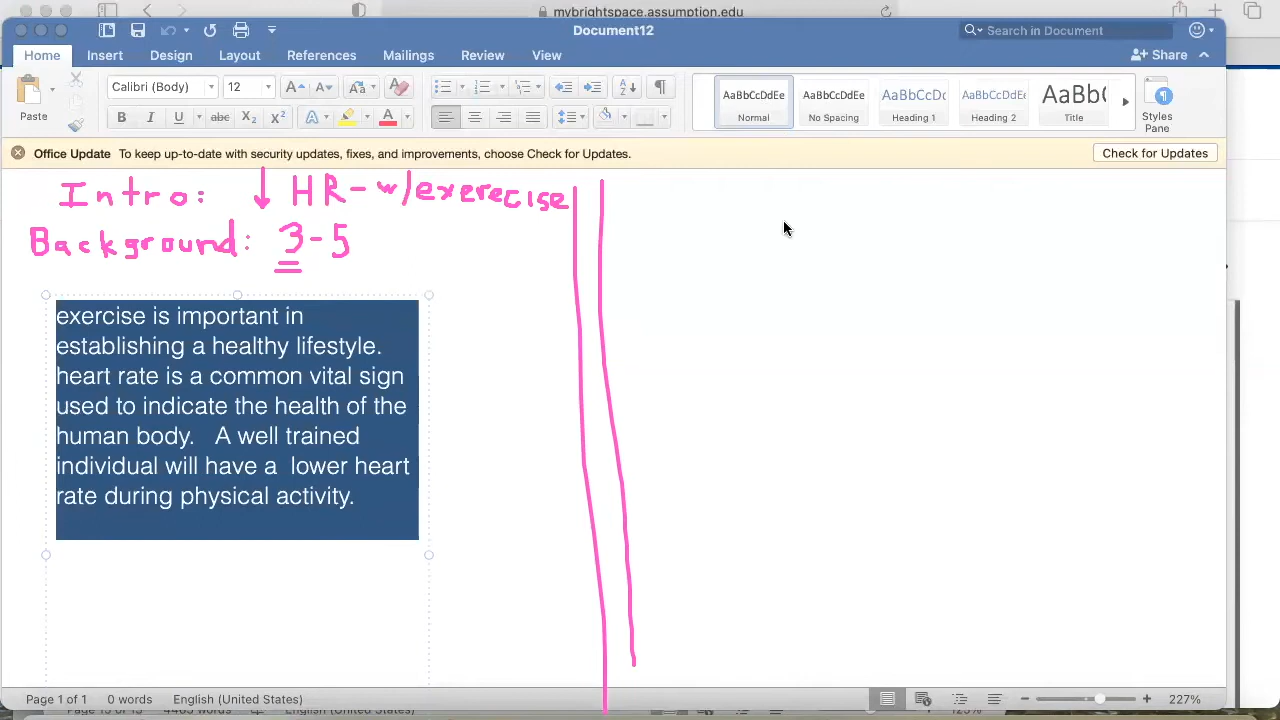 mybrightspace.assumption.edu
Document12
Search in Document
Home Insert Design Layout References Mailings Review View
Share
Paste
Calibri (Body) 12
B I U abc X₂ X²
AaBbCcDdEe AaBbCcDdEe AaBbCcDc AaBbCcDdEe AaBbC
Normal No Spacing Heading 1 Heading 2 Title
Styles Pane
Office Update To keep up-to-date with security updates, fixes, and improvements, choose Check for Updates.
Check for Updates
Intro: ↓ HR-w/exerecise
Background: 3-5
exercise is important in
establishing a healthy lifestyle.
heart rate is a common vital sign
used to indicate the health of the
human body. A well trained
individual will have a lower heart
rate during physical activity.
Page 1 of 1 0 words English (United States)
227%